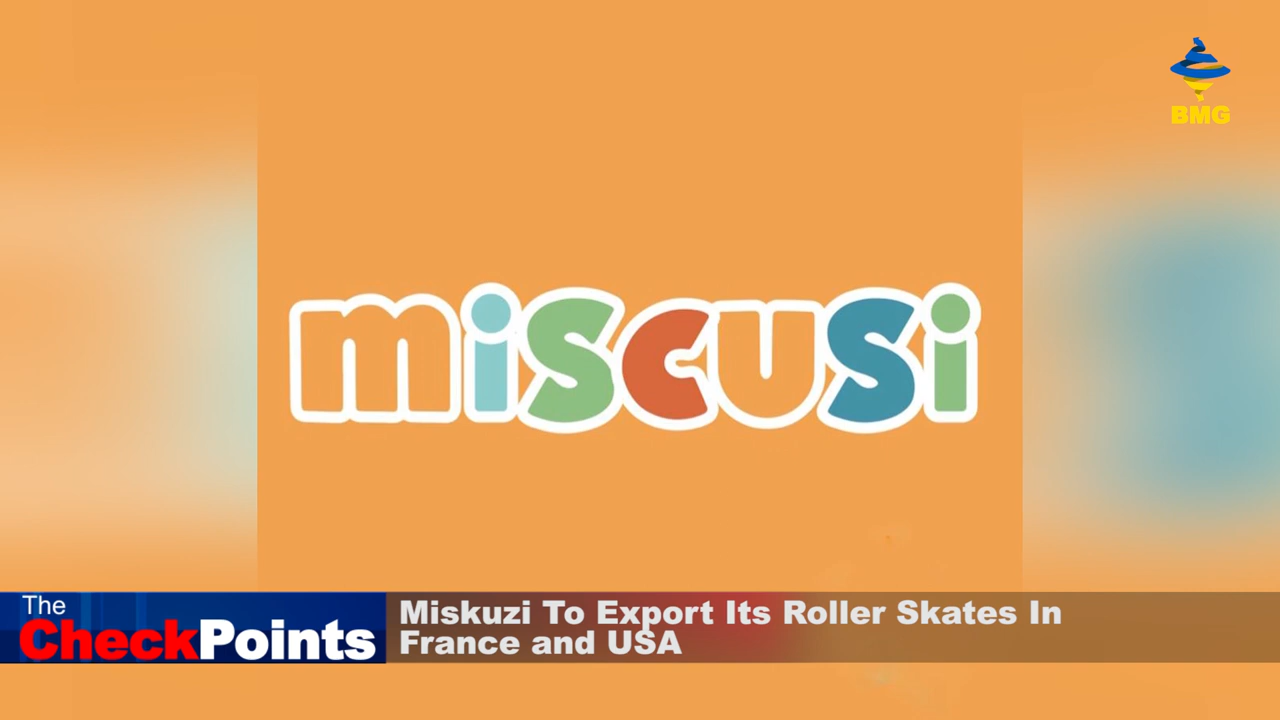 BMG
miscusi
The
CheckPoints
Miskuzi To Export Its Roller Skates In
France and USA